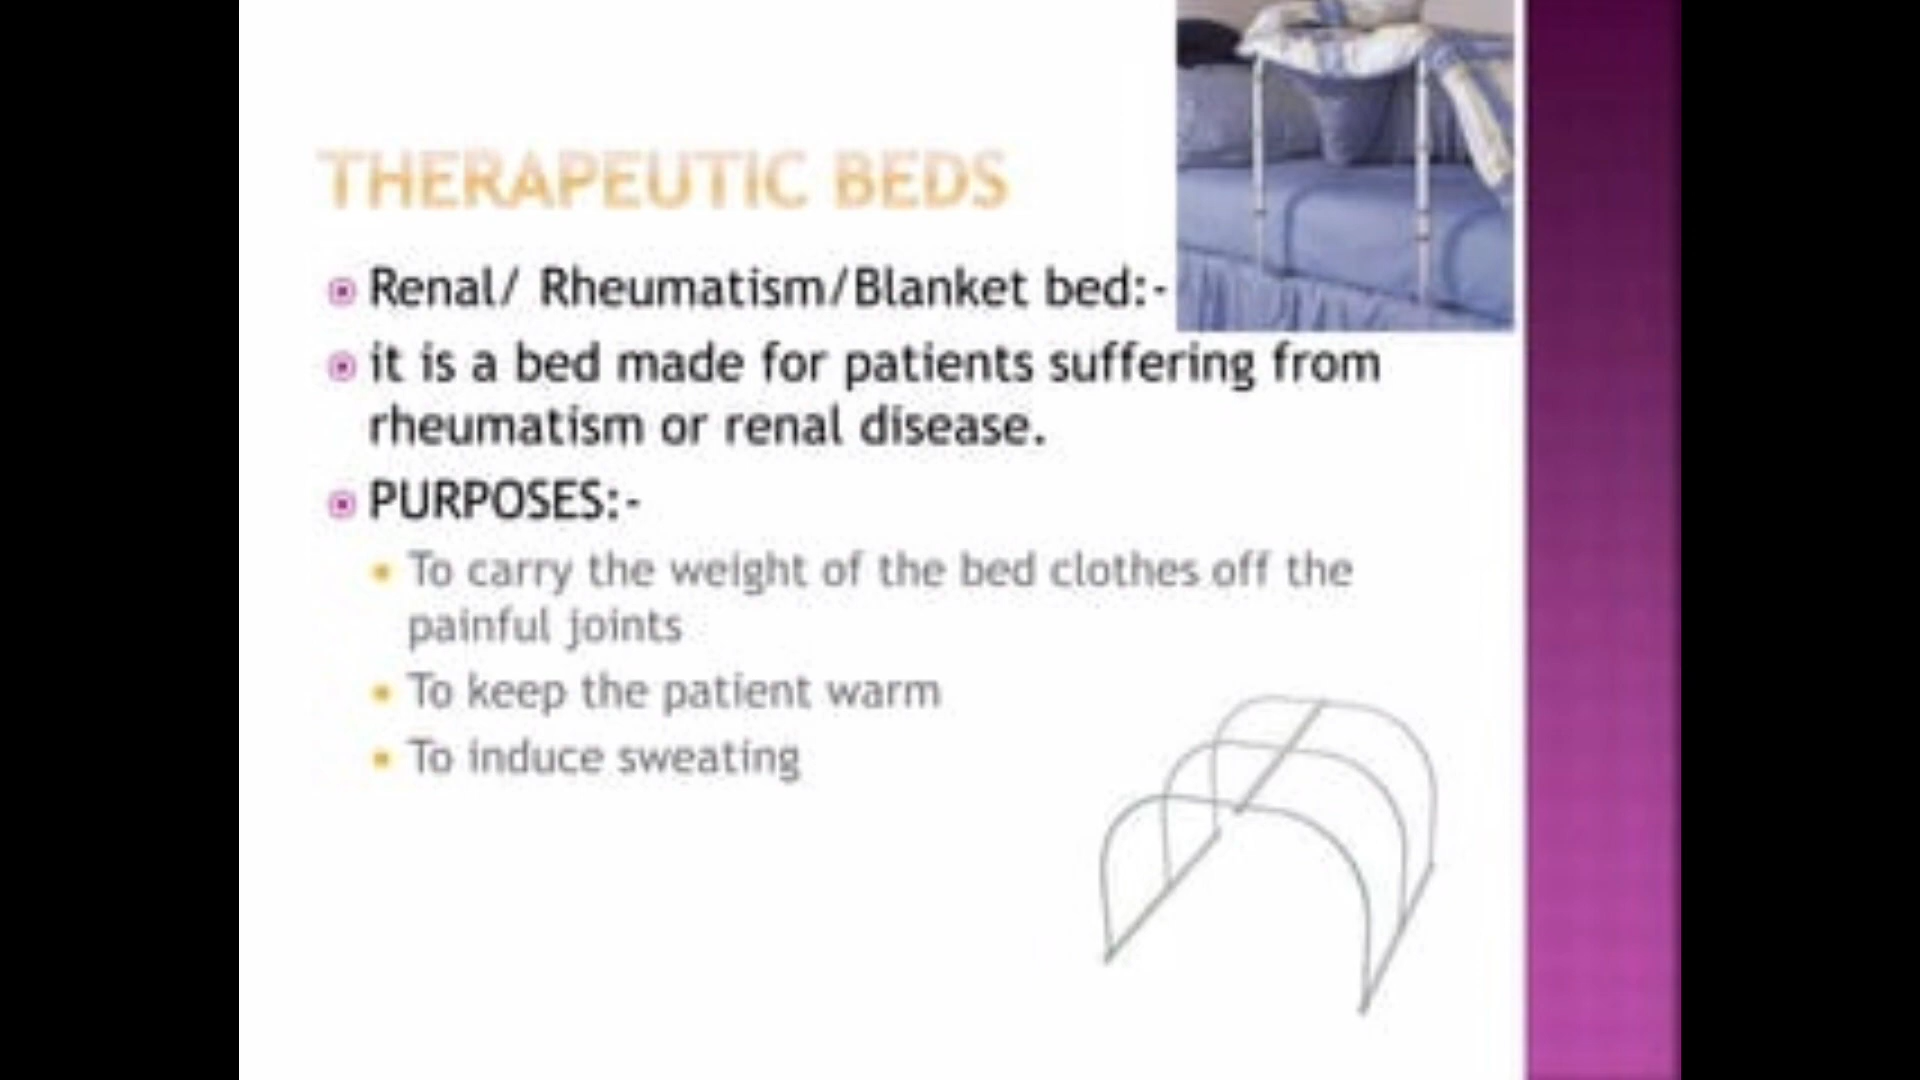 THERAPEUTIC BEDS
Renal/ Rheumatism/Blanket bed:-
it is a bed made for patients suffering from
rheumatism or renal disease.
PURPOSES:-
To carry the weight of the bed clothes off the
painful joints
To keep the patient warm
To induce sweating